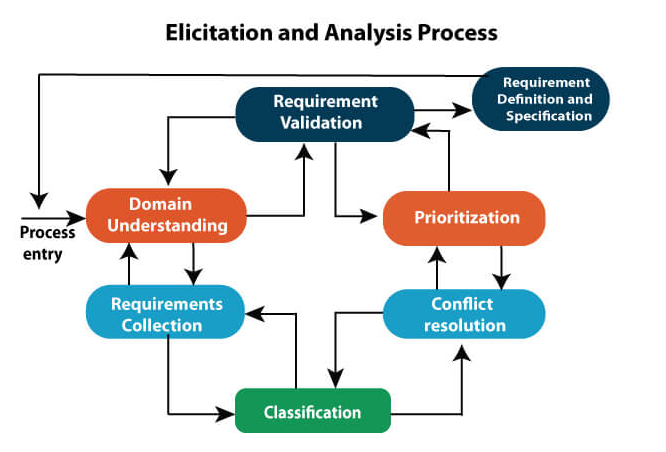 Elicitation and Analysis Process
Requirement
Definition and
Specification
Requirement
Validation
Domain
Understanding
Prioritization
Process
entry
Requirements
Collection
Conflict
resolution
Classification